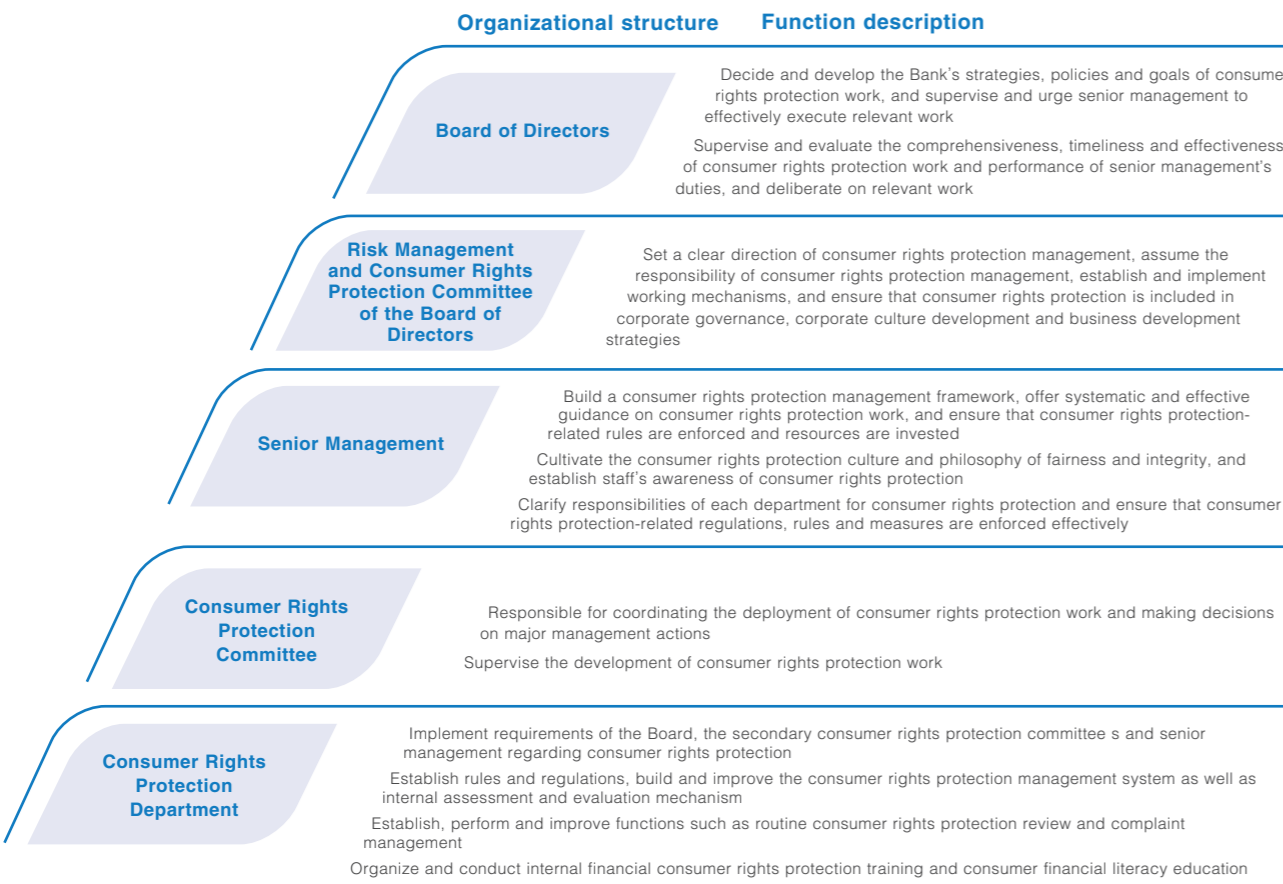 Organizational structure Function description
Board of Directors
Decide and develop the Bank's strategies, policies and goals of consume
rights protection work, and supervise and urge senior management to
effectively execute relevant work
Supervise and evaluate the comprehensiveness, timeliness and effectiveness
of consumer rights protection work and performance of senior management's
duties, and deliberate on relevant work
Risk Management
and Consumer Rights
Protection Committee
of the Board of
Directors
Set a clear direction of consumer rights protection management, assume the
responsibility of consumer rights protection management, establish and implement
working mechanisms, and ensure that consumer rights protection is included in
corporate governance, corporate culture development and business development
strategies
Senior Management
Build a consumer rights protection management framework, offer systematic and effective
guidance on consumer rights protection work, and ensure that consumer rights protection-
related rules are enforced and resources are invested
Cultivate the consumer rights protection culture and philosophy of fairness and integrity, and
establish staff's awareness of consumer rights protection
Clarify responsibilities of each department for consumer rights protection and ensure that consumer
rights protection-related regulations, rules and measures are enforced effectively
Consumer Rights
Protection
Committee
Responsible for coordinating the deployment of consumer rights protection work and making decisions
on major management actions
Supervise the development of consumer rights protection work
Consumer Rights
Protection
Department
Implement requirements of the Board, the secondary consumer rights protection committee s and senior
management regarding consumer rights protection
Establish rules and regulations, build and improve the consumer rights protection management system as well as
internal assessment and evaluation mechanism
Establish, perform and improve functions such as routine consumer rights protection review and complaint
management
Organize and conduct internal financial consumer rights protection training and consumer financial literacy education